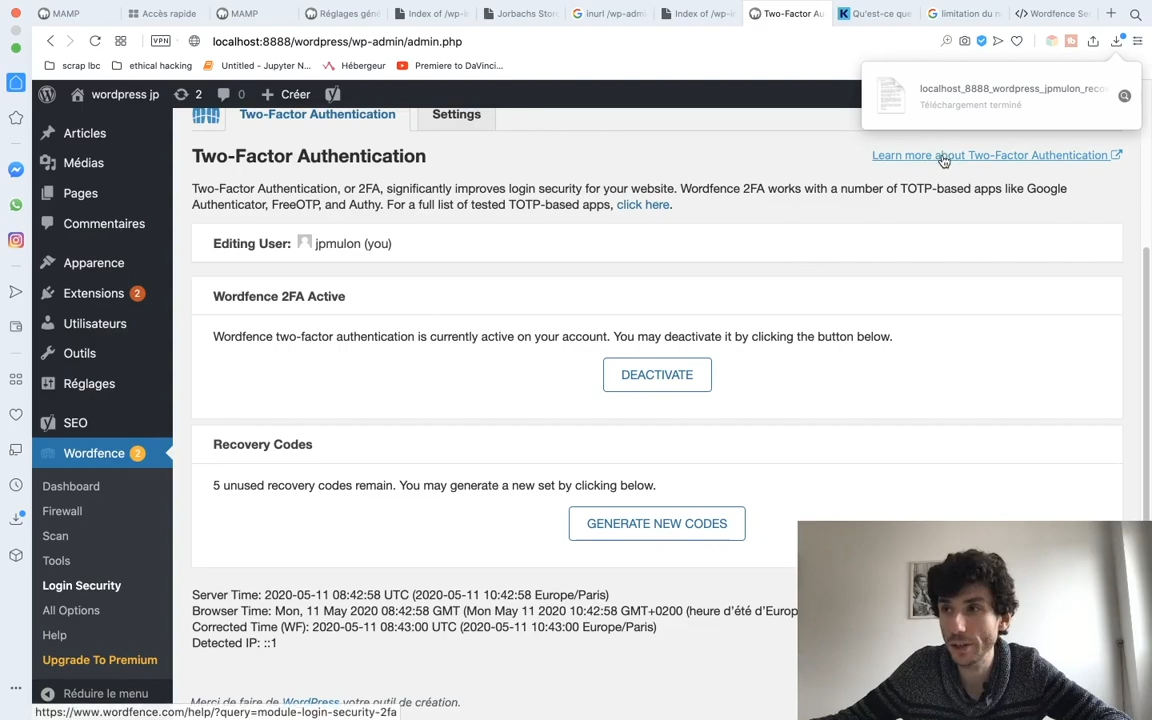 MAMP
Accès rapide
MAMP
Réglages géné
Index of /wp-in
Jorbachs Stor
inurl /wp-adm
Index of /wp-in
Two-Factor Au
Qu'est-ce que
limitation du n
Wordfence Se
VPN
localhost:8888/wordpress/wp-admin/admin.php
scrap lbc
ethical hacking
Untitled - Jupyter N...
Hébergeur
Premiere to DaVinci...
localhost_8888_wordpress_jpmulon_reco
Téléchargement terminé
wordpress jp
2
0
Créer
Articles
Médias
Pages
Commentaires
Apparence
Extensions 2
Utilisateurs
Outils
Réglages
SEO
Wordfence 2
Dashboard
Firewall
Scan
Tools
Login Security
All Options
Help
Upgrade To Premium
Réduire le menu
Two-Factor Authentication
Settings
Two-Factor Authentication
Learn more about Two-Factor Authentication
Two-Factor Authentication, or 2FA, significantly improves login security for your website. Wordfence 2FA works with a number of TOTP-based apps like Google
Authenticator, FreeOTP, and Authy. For a full list of tested TOTP-based apps, click here.
Editing User: jpmulon (you)
Wordfence 2FA Active
Wordfence two-factor authentication is currently active on your account. You may deactivate it by clicking the button below.
DEACTIVATE
Recovery Codes
5 unused recovery codes remain. You may generate a new set by clicking below.
GENERATE NEW CODES
Server Time: 2020-05-11 08:42:58 UTC (2020-05-11 10:42:58 Europe/Paris)
Browser Time: Mon, 11 May 2020 08:42:58 GMT (Mon May 11 2020 10:42:58 GMT+0200 (heure d'été d'Europ
Corrected Time (WF): 2020-05-11 08:43:00 UTC (2020-05-11 10:43:00 Europe/Paris)
Detected IP: ::1
Merci de faire de WordPress votre outil de création.
https://www.wordfence.com/help/?query=module-login-security-2fa